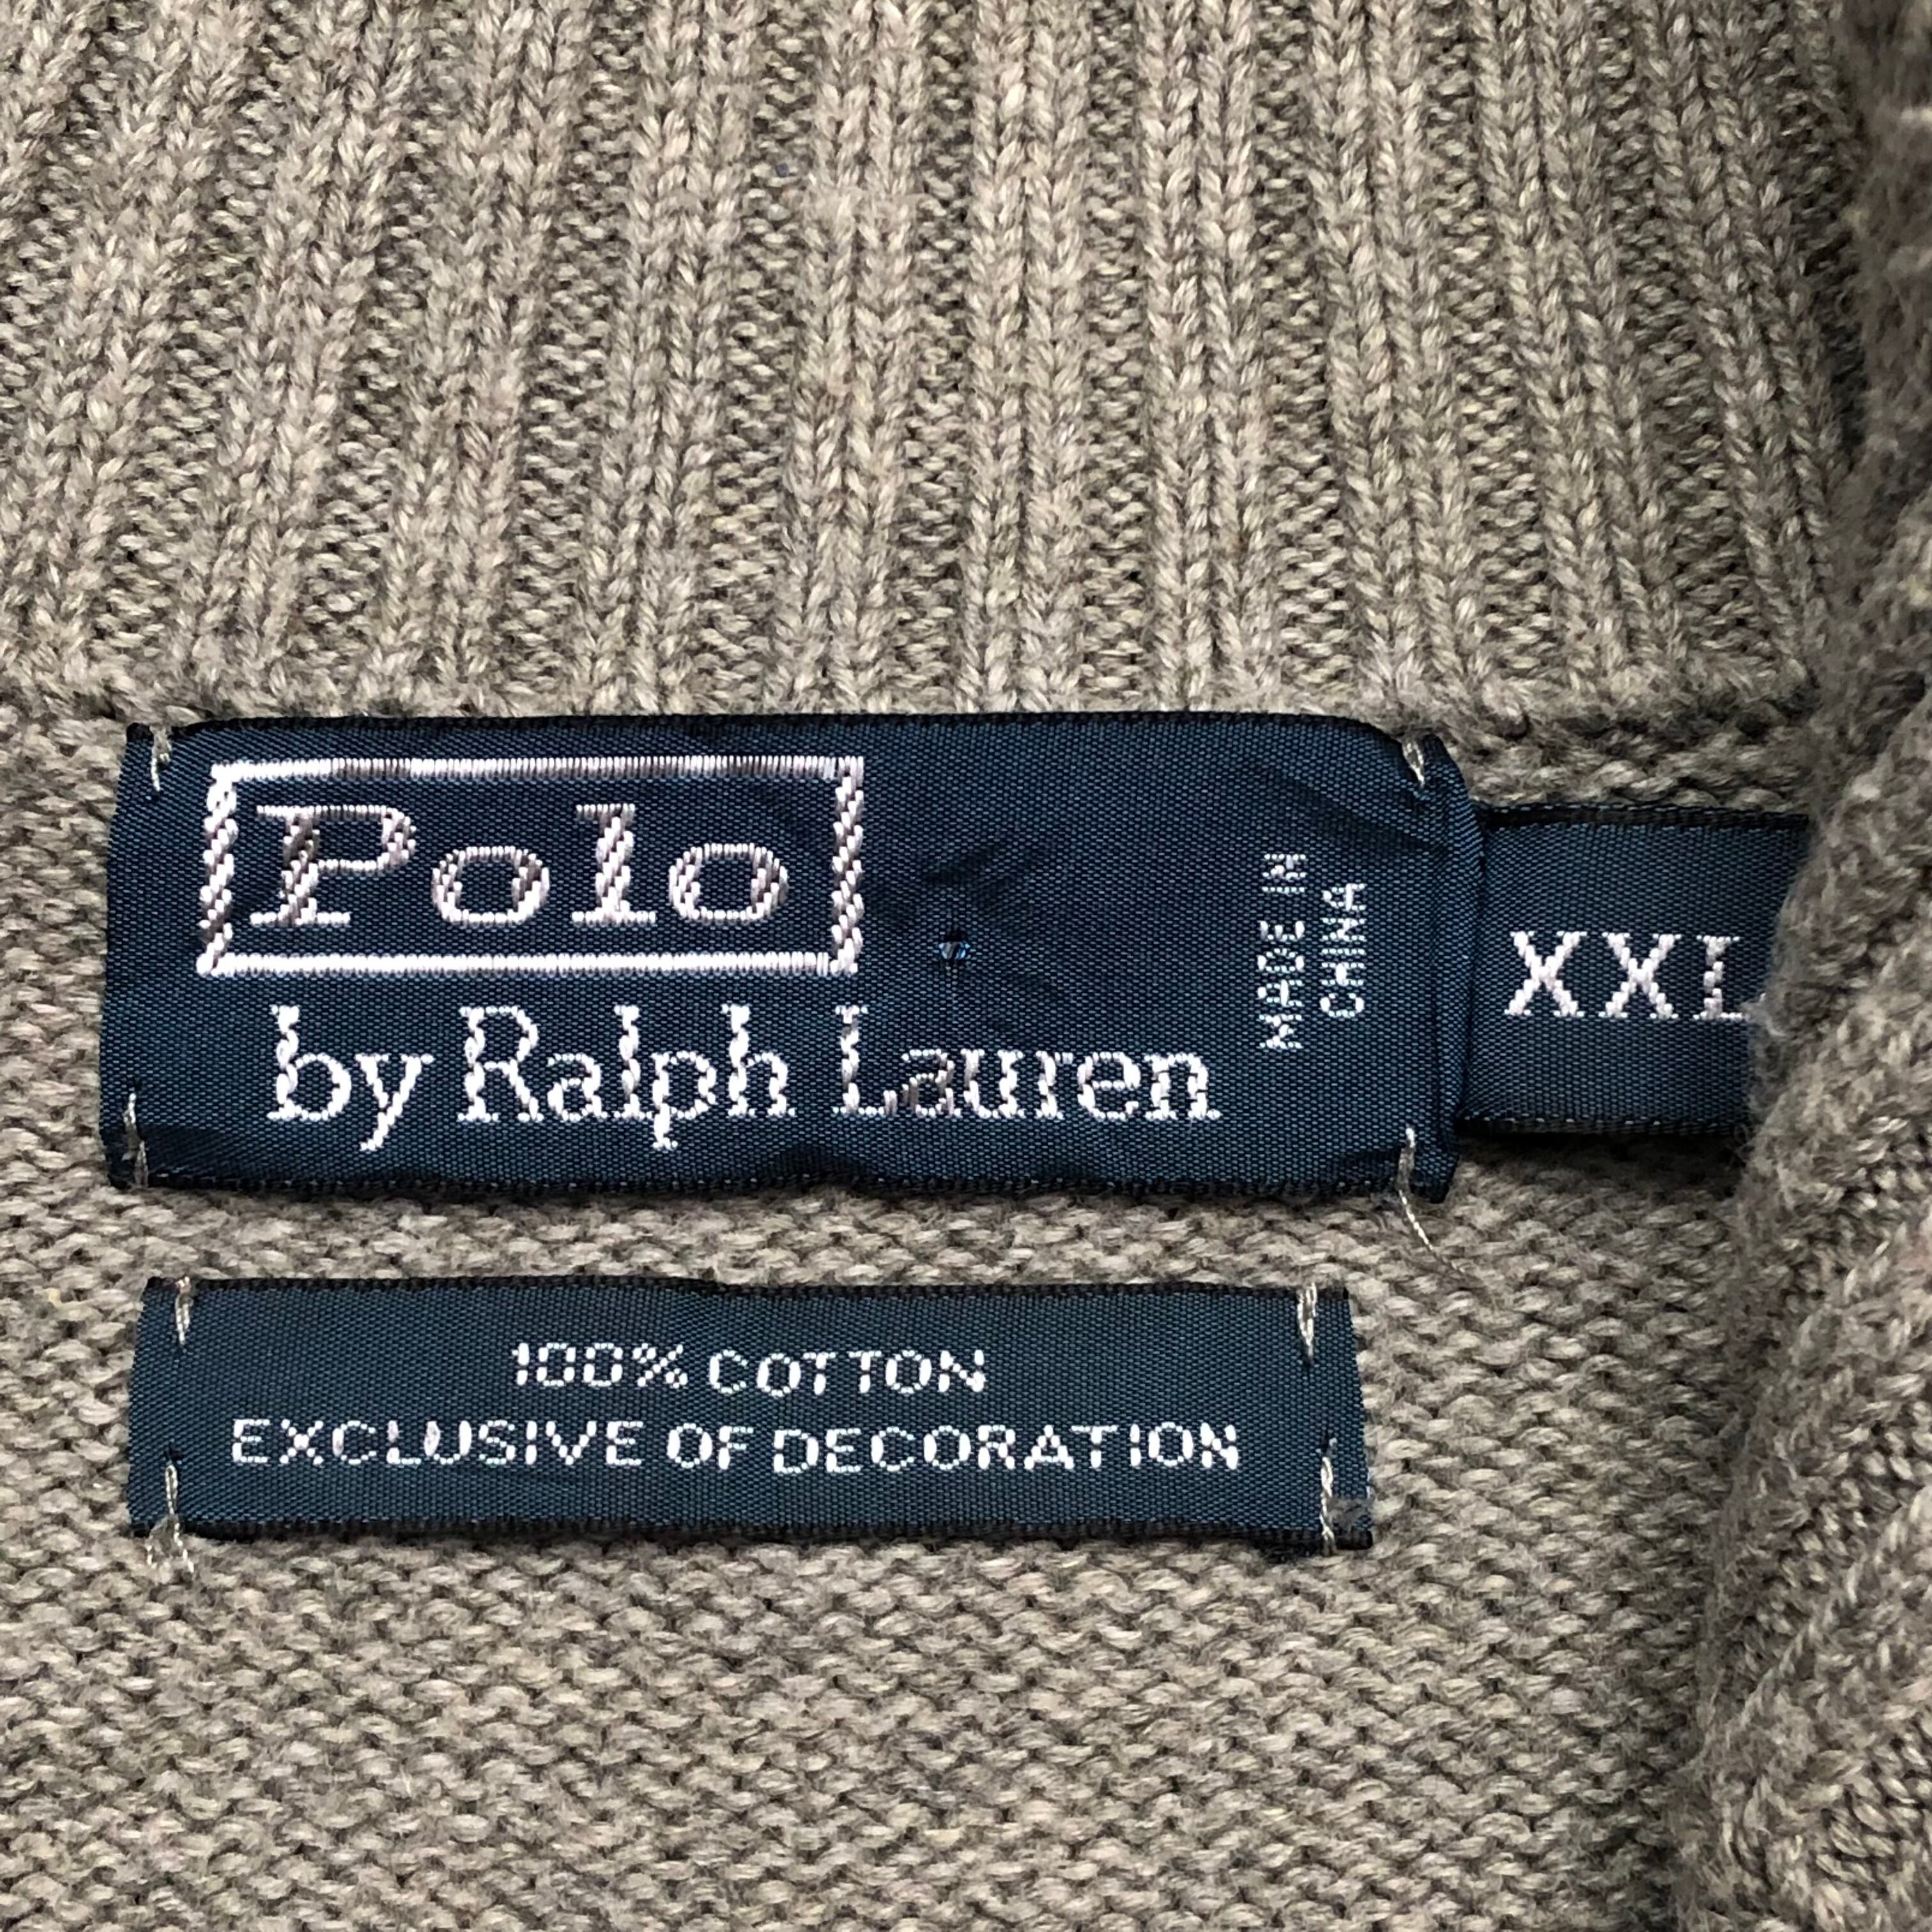 Polo
by Ralph Lauren
MADE IN
CHINA
XXL
100% COTTON
EXCLUSIVE OF DECORATION